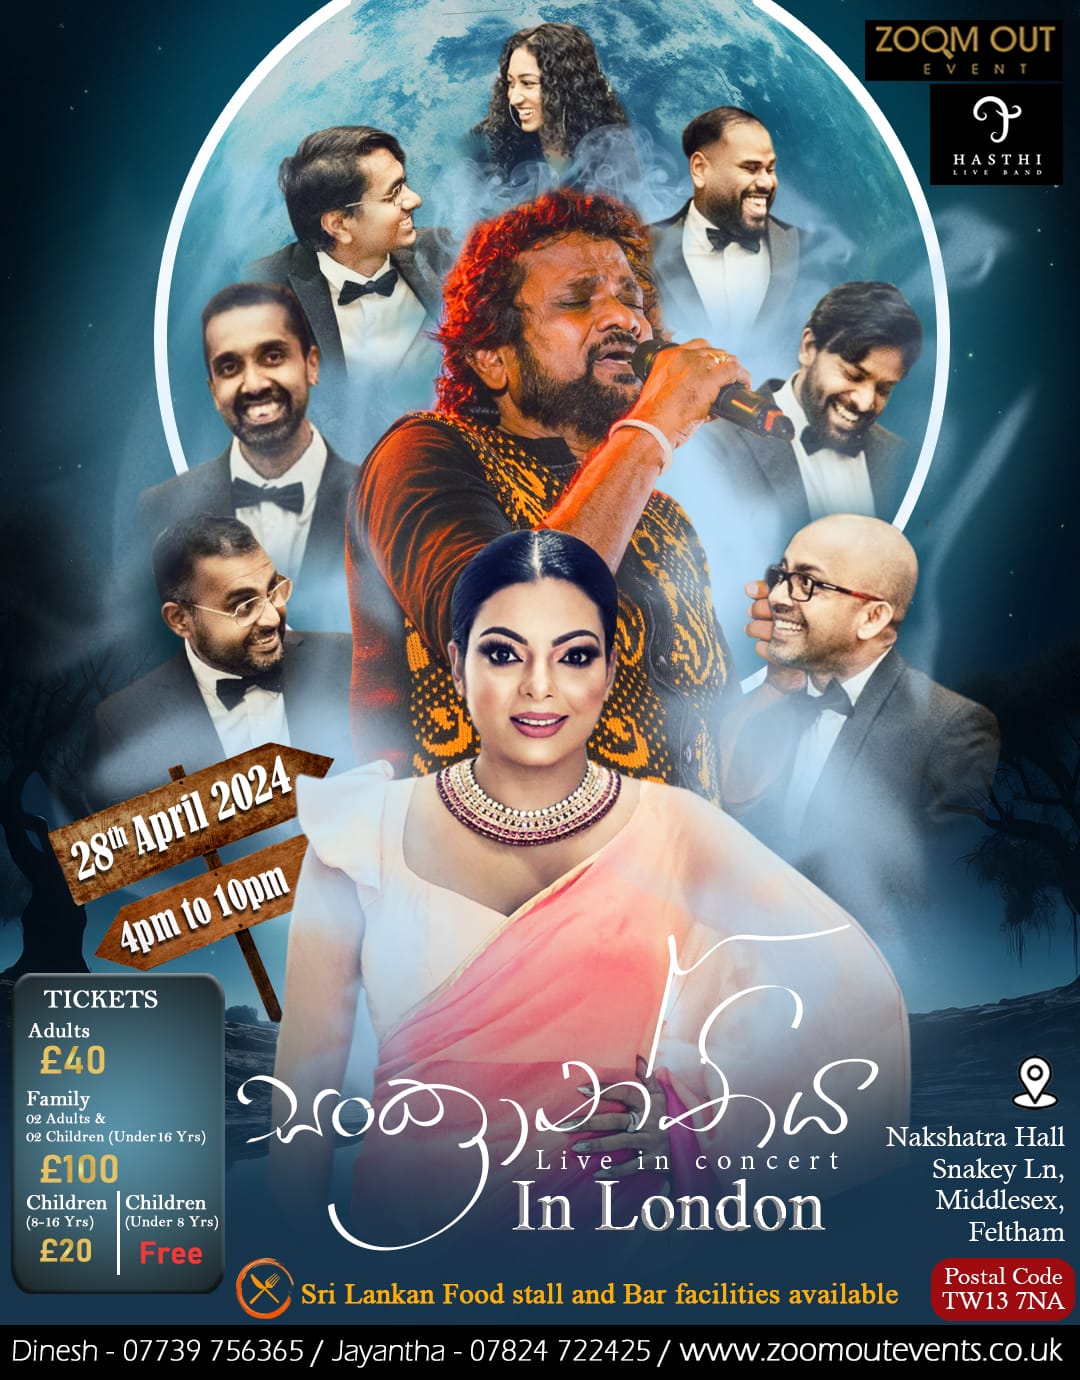 ZOOM OUT
EVENT
HASTHI
LIVE BAND
28th April 2024
4pm to 10pm
TICKETS
Adults
£40
Family
02 Adults &
02 Children (Under 16 Yrs)
£100
Children
(8-16 Yrs)
£20
Children
(Under 8 Yrs)
Free
සංක්‍රාන්තියා
Live in concert
In London
Nakshatra Hall
Snakey Ln,
Middlesex,
Feltham
Postal Code
TW13 7NA
Sri Lankan Food stall and Bar facilities available
Dinesh - 07739 756365 / Jayantha - 07824 722425 / www.zoomoutevents.co.uk